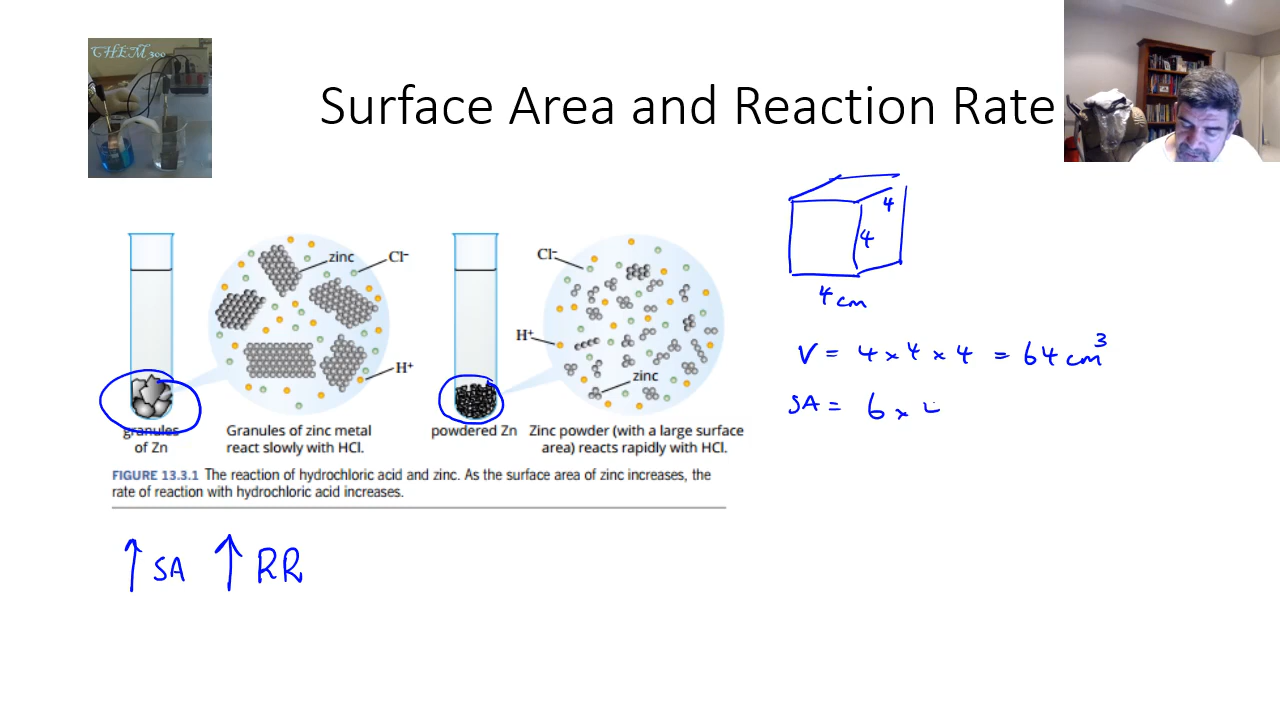 CHEM 300
Surface Area and Reaction Rate
zinc
Cl⁻
H⁺
granules
of Zn
Granules of zinc metal
react slowly with HCl.
Cl⁻
H⁺
zinc
powdered Zn
Zinc powder (with a large surface
area) reacts rapidly with HCl.
FIGURE 13.3.1 The reaction of hydrochloric acid and zinc. As the surface area of zinc increases, the
rate of reaction with hydrochloric acid increases.
↑ SA ↑ RR
4
4
4 cm
V = 4 × 4 × 4 = 64 cm³
SA = 6 ×